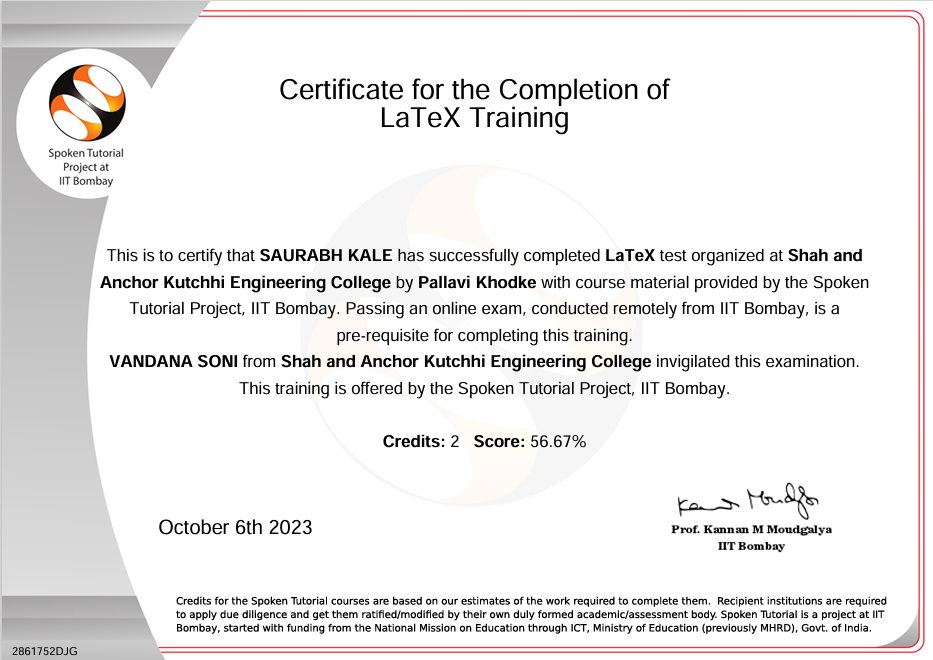 Certificate for the Completion of
LaTeX Training
Spoken Tutorial
Project at
IIT Bombay
This is to certify that SAURABH KALE has successfully completed LaTeX test organized at Shah and
Anchor Kutchhi Engineering College by Pallavi Khodke with course material provided by the Spoken
Tutorial Project, IIT Bombay. Passing an online exam, conducted remotely from IIT Bombay, is a
pre-requisite for completing this training.
VANDANA SONI from Shah and Anchor Kutchhi Engineering College invigilated this examination.
This training is offered by the Spoken Tutorial Project, IIT Bombay.
Credits: 2 Score: 56.67%
October 6th 2023
Kannan Moudgalya
Prof. Kannan M Moudgalya
IIT Bombay
Credits for the Spoken Tutorial courses are based on our estimates of the work required to complete them. Recipient institutions are required
to apply due diligence and get them ratified/modified by their own duly formed academic/assessment body. Spoken Tutorial is a project at IIT
Bombay, started with funding from the National Mission on Education through ICT, Ministry of Education (previously MHRD), Govt. of India.
2861752DJG